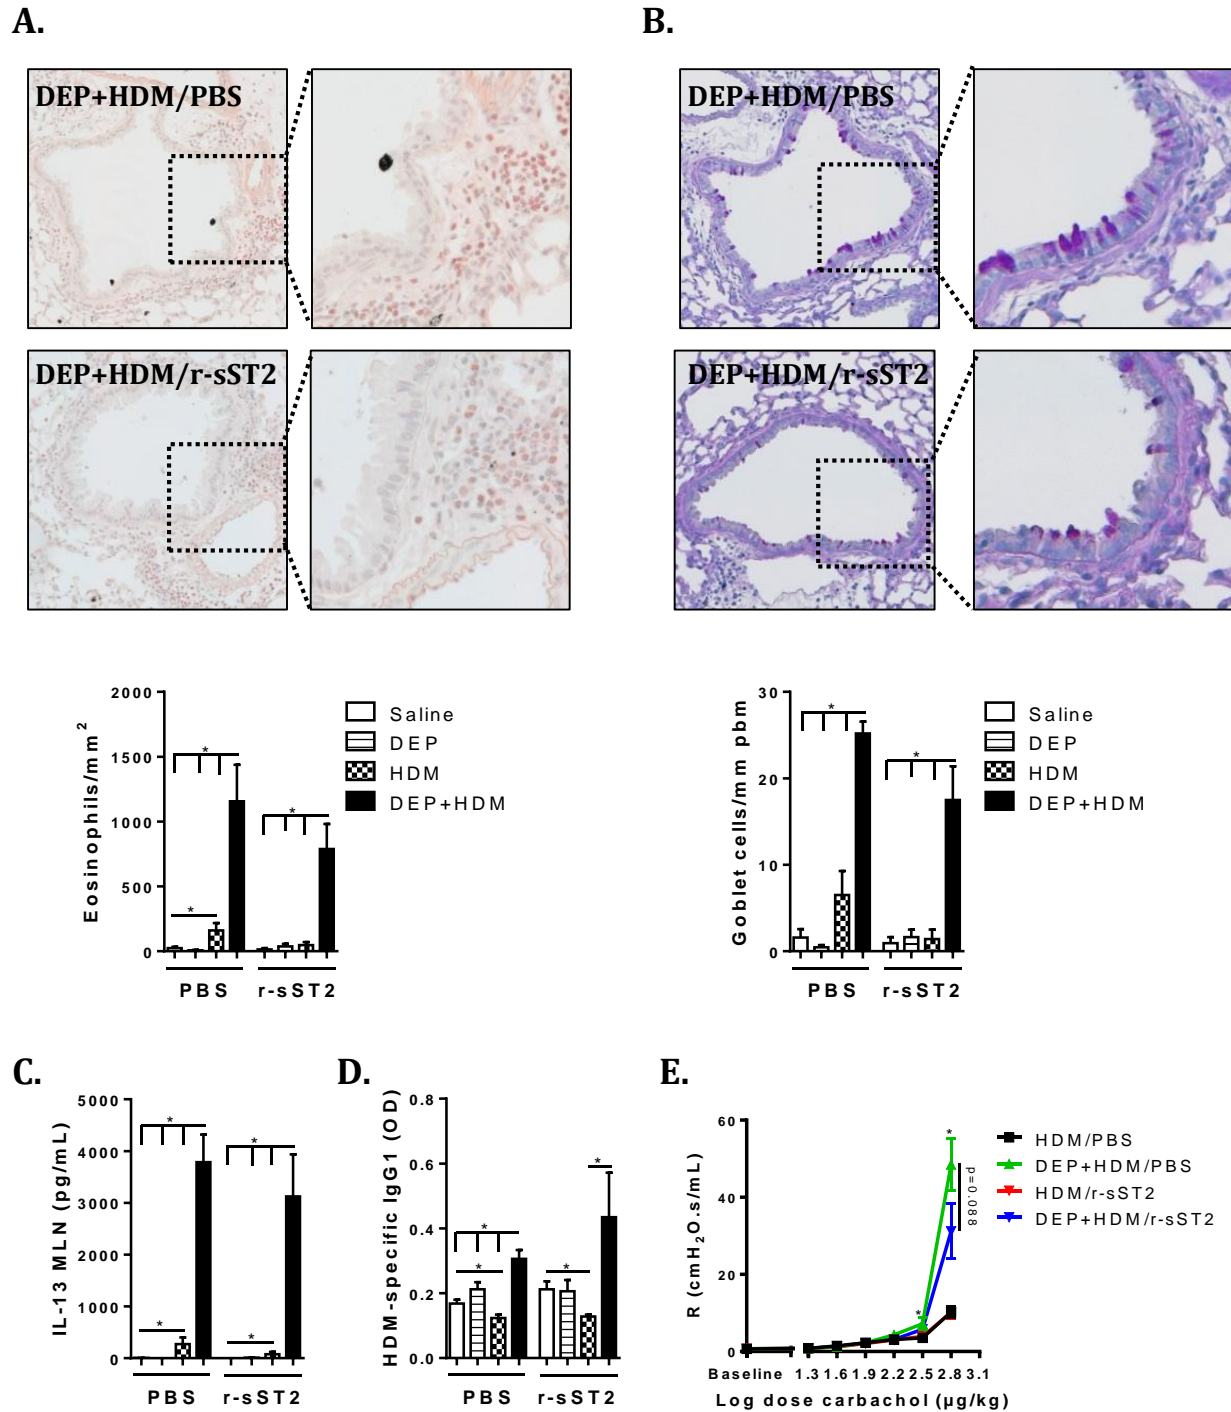 A.
B.
DEP+HDM/PBS
DEP+HDM/PBS
DEP+HDM/r-sST2
DEP+HDM/r-sST2
Eosinophils/mm²
2000
1500
1000
500
0
*
*
*
PBS
r-sST2
Saline
DEP
HDM
DEP+HDM
Goblet cells/mm pbm
30
20
10
0
*
*
PBS
r-sST2
Saline
DEP
HDM
DEP+HDM
C.
D.
E.
IL-13 MLN (pg/mL)
5000
4000
3000
2000
1000
0
*
*
*
*
PBS
r-sST2
HDM-specific IgG1 (OD)
0.8
0.6
0.4
0.2
0.0
*
*
*
*
PBS
r-sST2
R (cmH₂O.s/mL)
60
40
20
0
*
*
p=0.088
Baseline 1.3 1.6 1.9 2.2 2.5 2.8 3.1
Log dose carbachol (µg/kg)
HDM/PBS
DEP+HDM/PBS
HDM/r-sST2
DEP+HDM/r-sST2